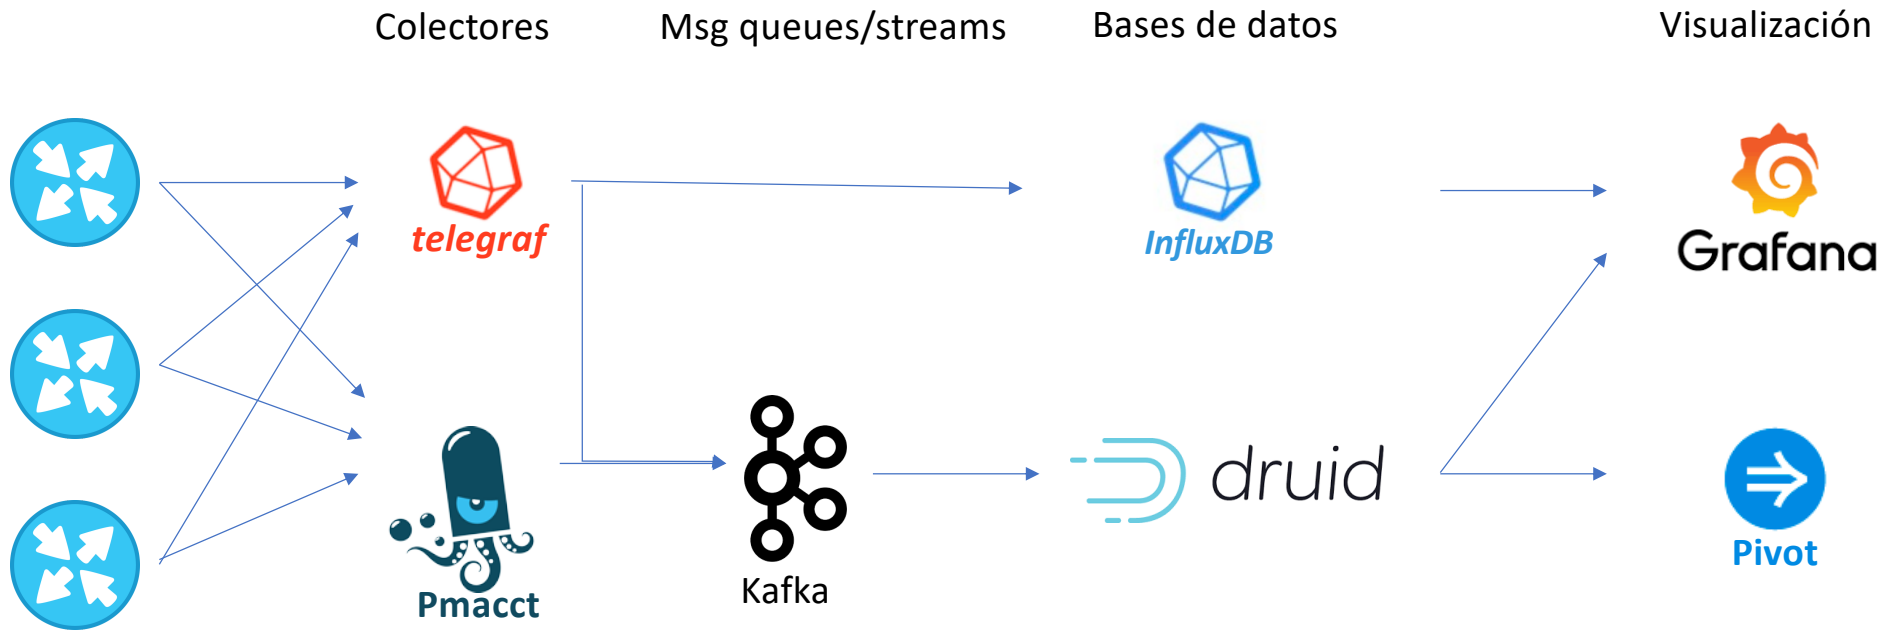 Colectores
Msg queues/streams
Bases de datos
Visualización
telegraf
InfluxDB
Grafana
druid
Pmacct
Kafka
Pivot